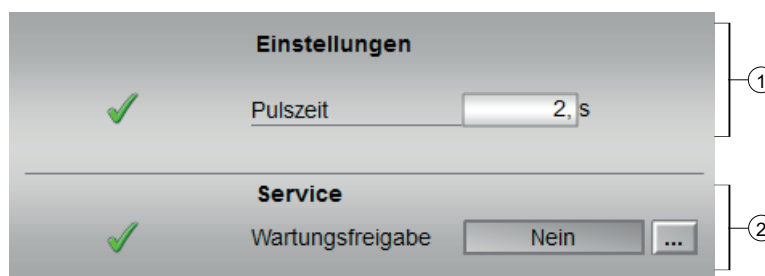 Einstellungen
1
Pulszeit 2, s
Service
Wartungsfreigabe Nein ...
2